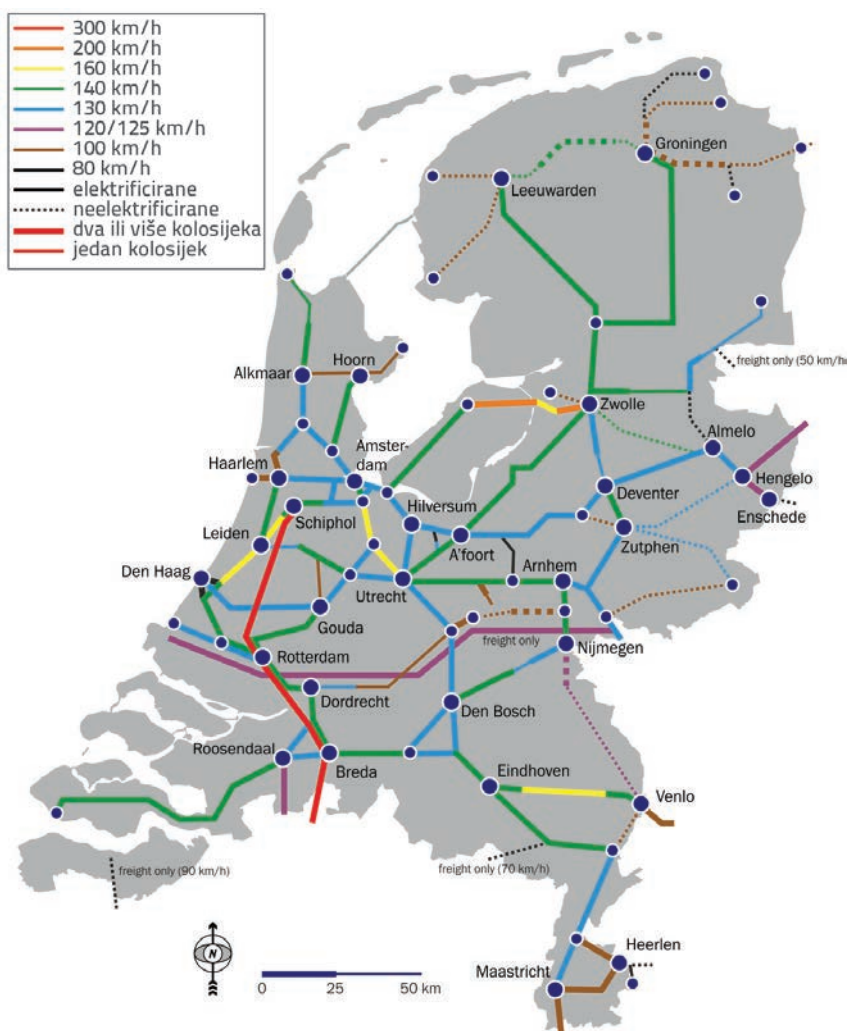 300 km/h
200 km/h
160 km/h
140 km/h
130 km/h
120/125 km/h
100 km/h
80 km/h
elektrificirane
neelektrificirane
dva ili više kolosijeka
jedan kolosijek
Groningen
Leeuwarden
freight only (50 km/h
Hoorn
Alkmaar
Zwolle
Almelo
Amster-
dam
Haarlem
Hengelo
Deventer
Hilversum
Enschede
Schiphol
Leiden
Zutphen
A'foort
Den Haag
Arnhem
Utrecht
Gouda
freight only
Nijmegen
Rotterdam
Dordrecht
Den Bosch
Roosendaal
Breda
Eindhoven
Venlo
freight only (90 km/h)
freight only (70 km/h)
N
Heerlen
Maastricht
0 25 50 km